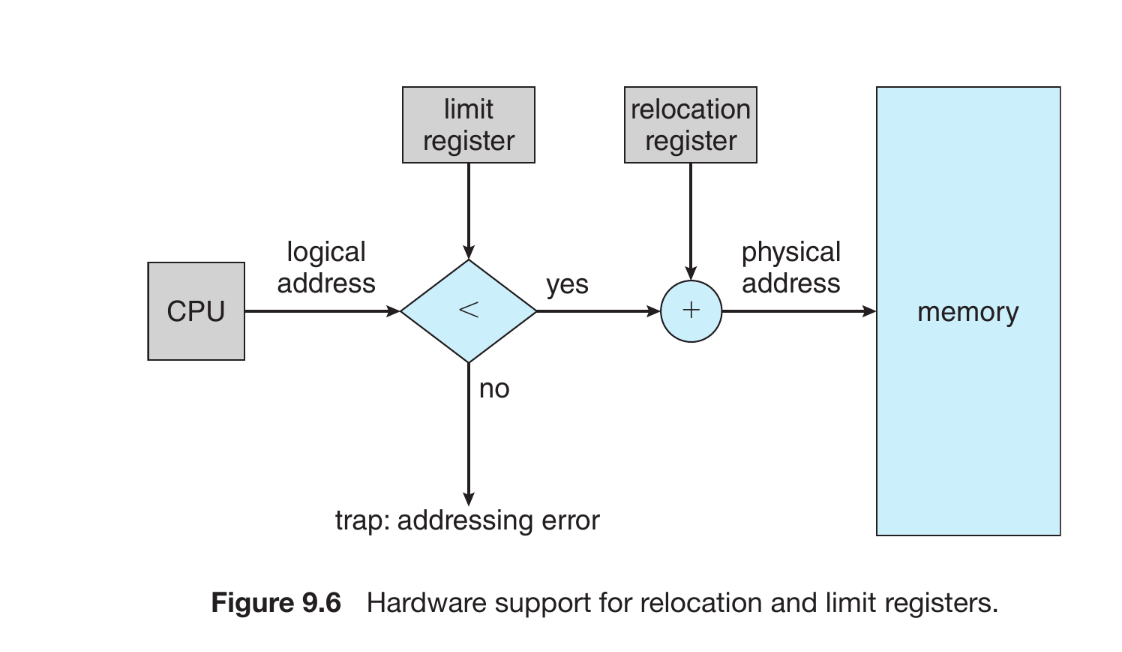 limit
register
relocation
register
logical
address
physical
address
CPU
<
yes
+
memory
no
trap: addressing error
Figure 9.6 Hardware support for relocation and limit registers.